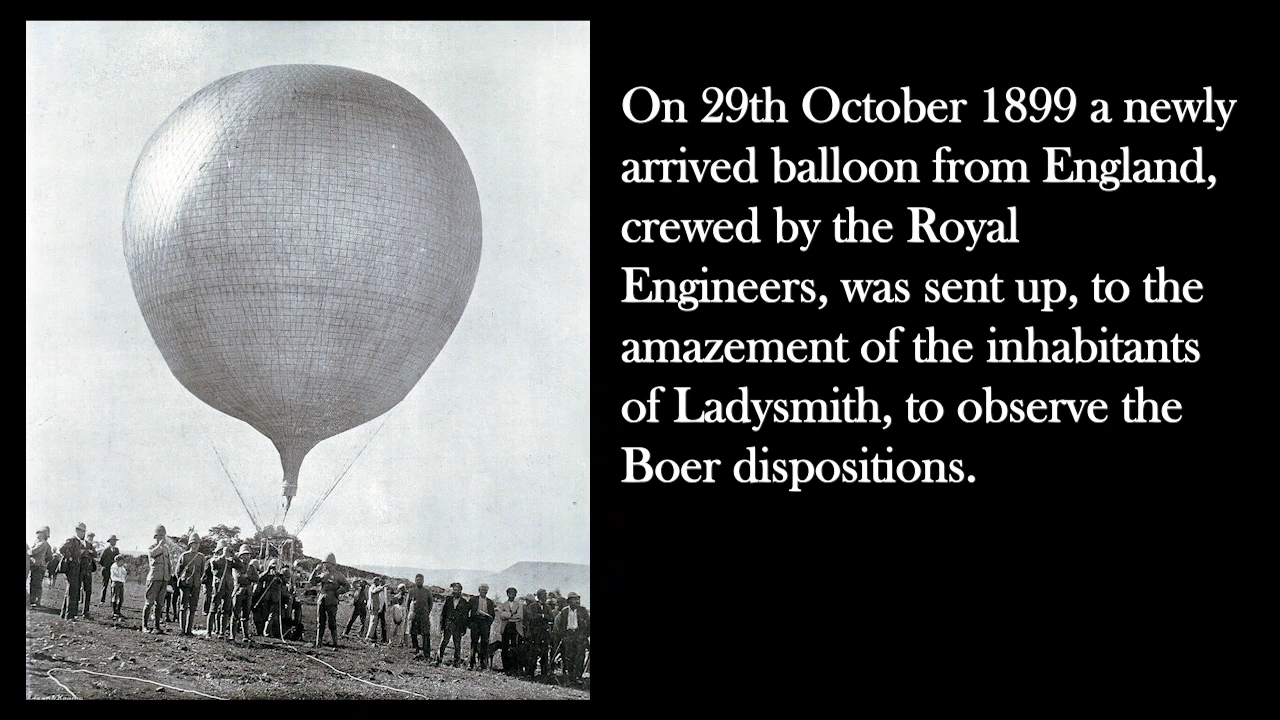 On 29th October 1899 a newly
arrived balloon from England,
crewed by the Royal
Engineers, was sent up, to the
amazement of the inhabitants
of Ladysmith, to observe the
Boer dispositions.